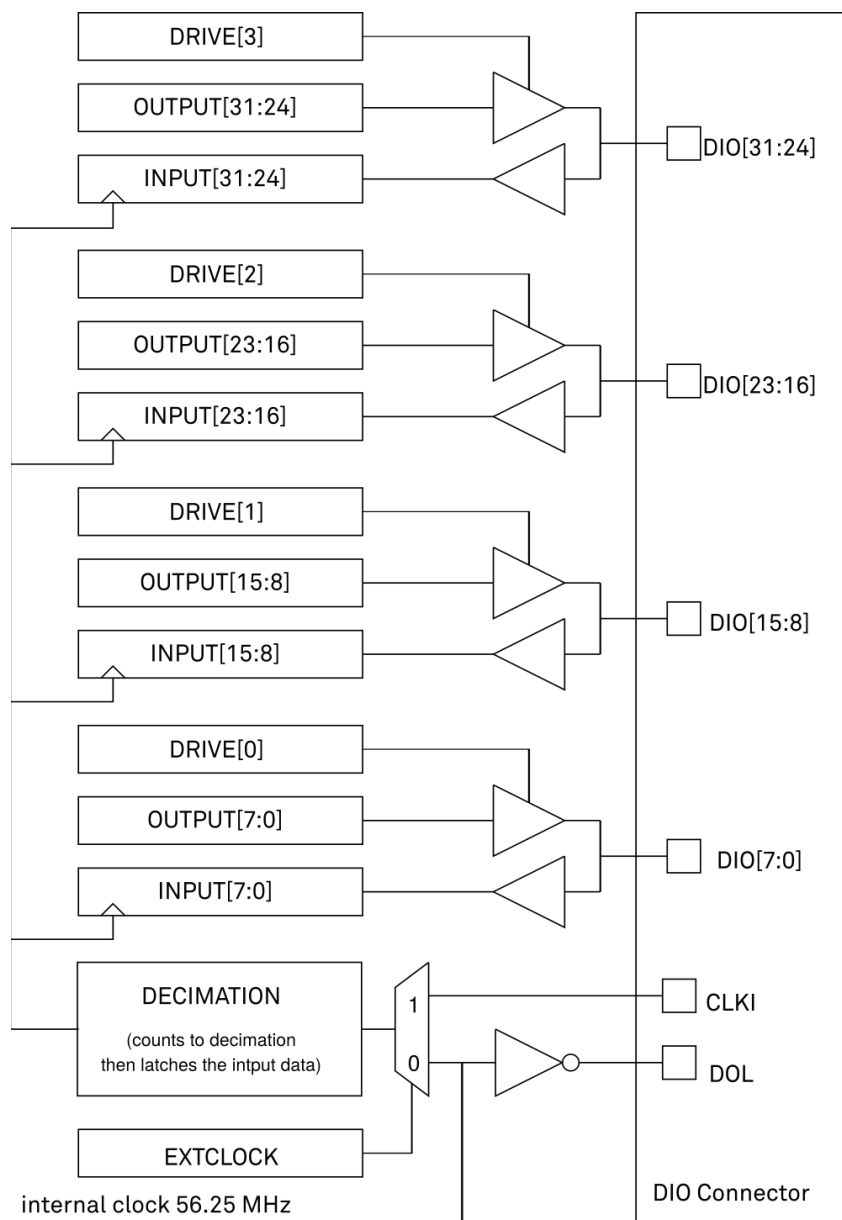 DRIVE[3]
OUTPUT[31:24]
INPUT[31:24]
DIO[31:24]
DRIVE[2]
OUTPUT[23:16]
INPUT[23:16]
DIO[23:16]
DRIVE[1]
OUTPUT[15:8]
INPUT[15:8]
DIO[15:8]
DRIVE[0]
OUTPUT[7:0]
INPUT[7:0]
DIO[7:0]
DECIMATION
(counts to decimation
then latches the intput data)
1
0
CLKI
DOL
EXTCLOCK
internal clock 56.25 MHz
DIO Connector